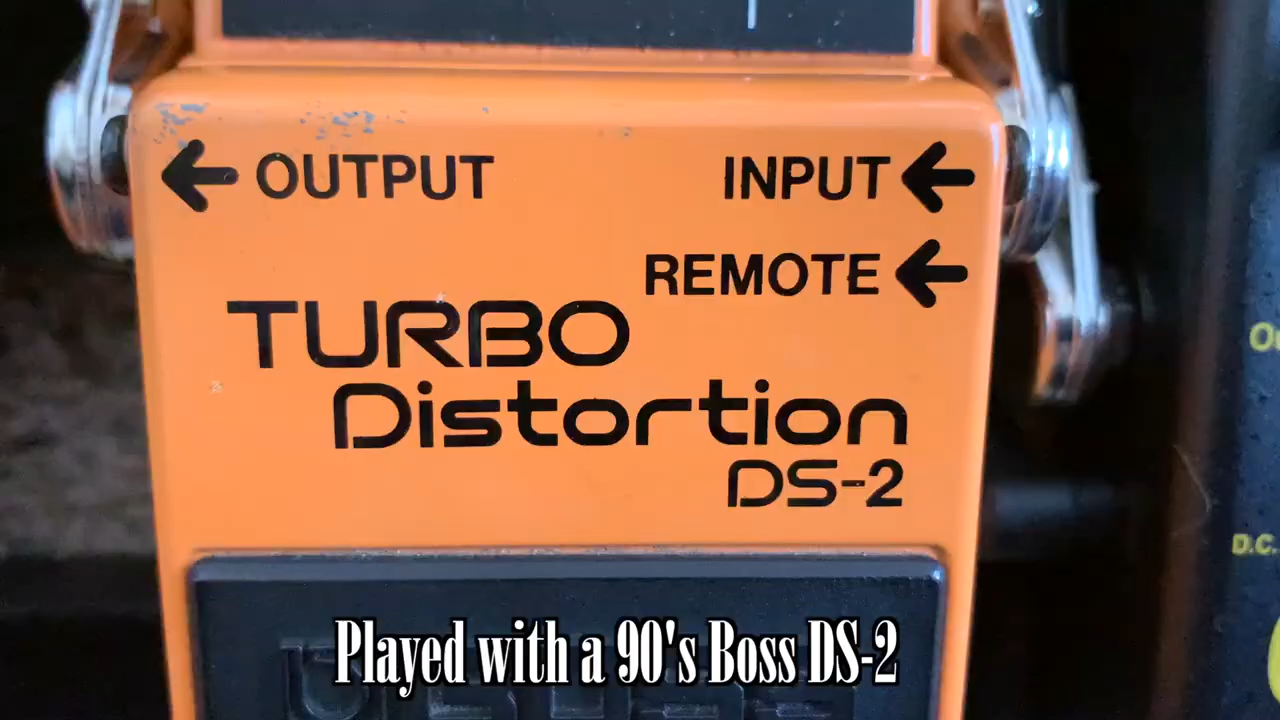 OUTPUT
INPUT
REMOTE
TURBO
Distortion
DS-2
D.C.
Played with a 90's Boss DS-2